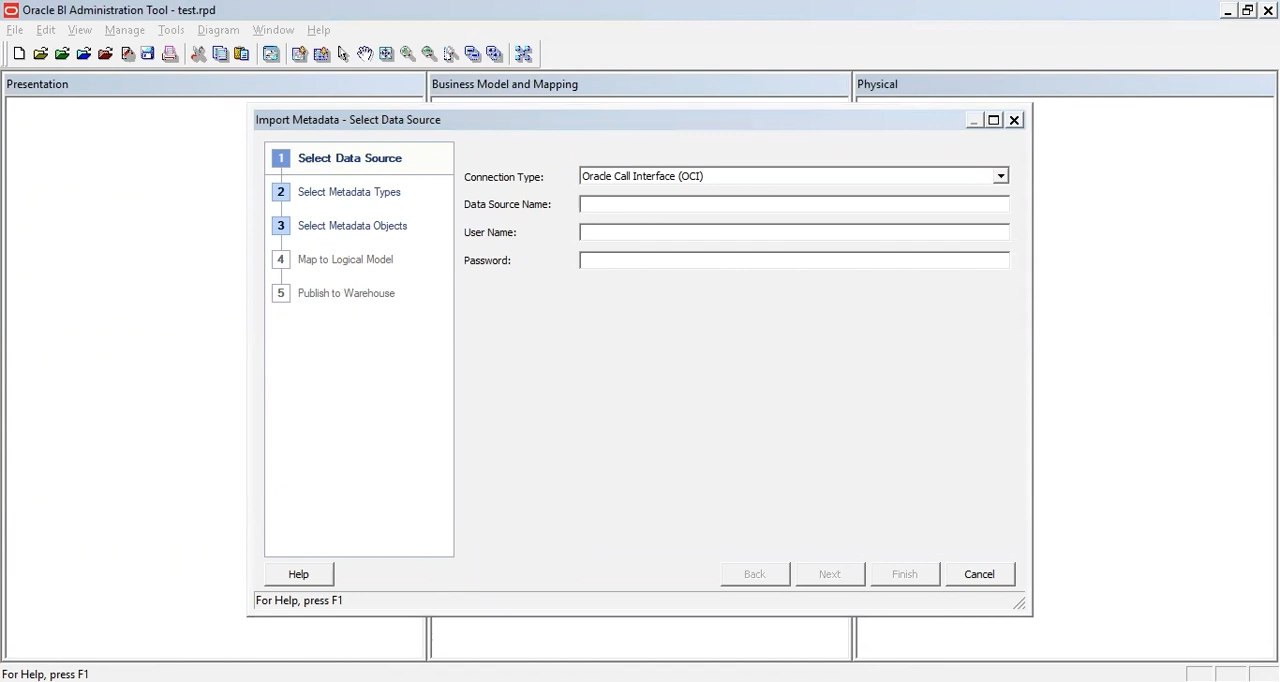 Oracle BI Administration Tool - test.rpd
File Edit View Manage Tools Diagram Window Help
Presentation
Business Model and Mapping
Physical
Import Metadata - Select Data Source
1 Select Data Source
2 Select Metadata Types
3 Select Metadata Objects
4 Map to Logical Model
5 Publish to Warehouse
Connection Type: Oracle Call Interface (OCI)
Data Source Name:
User Name:
Password:
Help
Back
Next
Finish
Cancel
For Help, press F1
For Help, press F1